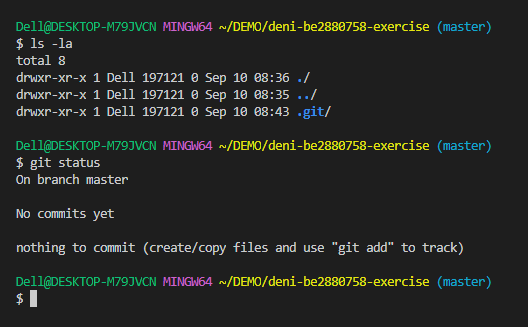 Dell@DESKTOP-M79JVCN MINGW64 ~/DEMO/deni-be2880758-exercise (master)
$ ls -la
total 8
drwxr-xr-x 1 Dell 197121 0 Sep 10 08:36 ./
drwxr-xr-x 1 Dell 197121 0 Sep 10 08:35 ../
drwxr-xr-x 1 Dell 197121 0 Sep 10 08:43 .git/
Dell@DESKTOP-M79JVCN MINGW64 ~/DEMO/deni-be2880758-exercise (master)
$ git status
On branch master
No commits yet
nothing to commit (create/copy files and use "git add" to track)
Dell@DESKTOP-M79JVCN MINGW64 ~/DEMO/deni-be2880758-exercise (master)
$